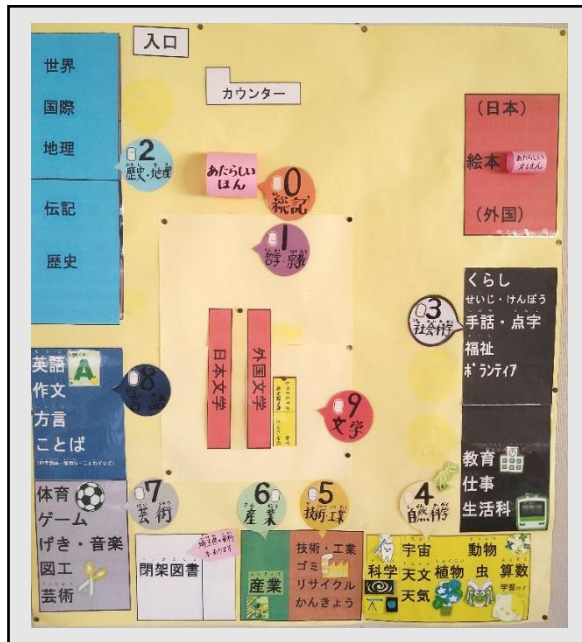 入口
カウンター
世界
国際
地理
伝記
歴史
2
歴史・地理
あたらしい
ほん
0
総記
1
哲学・宗教
(日本)
絵本
あたらしい
えほん
(外国)
くらし
せいじ・けんぽう
手話・点字
福祉
ボランティア
3
社会科学
教育
仕事
生活科
日本文学
外国文学
9
文学
英語
作文
方言
ことば
8
言語
体育
ゲーム
げき・音楽
図工
芸術
7
芸術
閉架図書
6
産業
産業
5
技術・工業
技術・工業
ゴミ
リサイクル
かんきょう
4
自然科学
科学
宇宙
天文
天気
動物
植物
虫
算数